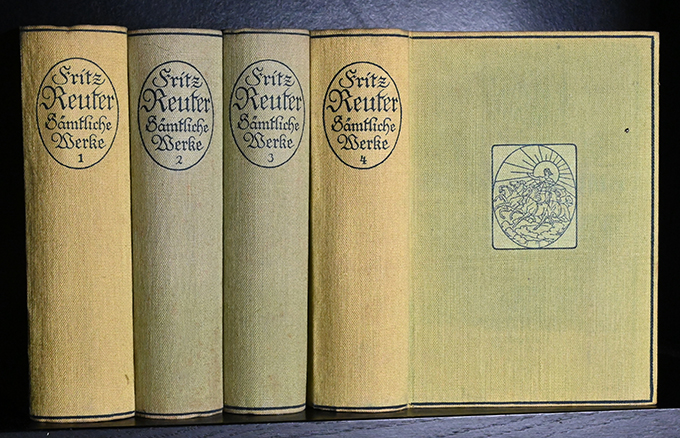 Fritz
Reuter
Sämtliche
Werke
1
Fritz
Reuter
Sämtliche
Werke
2
Fritz
Reuter
Sämtliche
Werke
3
Fritz
Reuter
Sämtliche
Werke
4